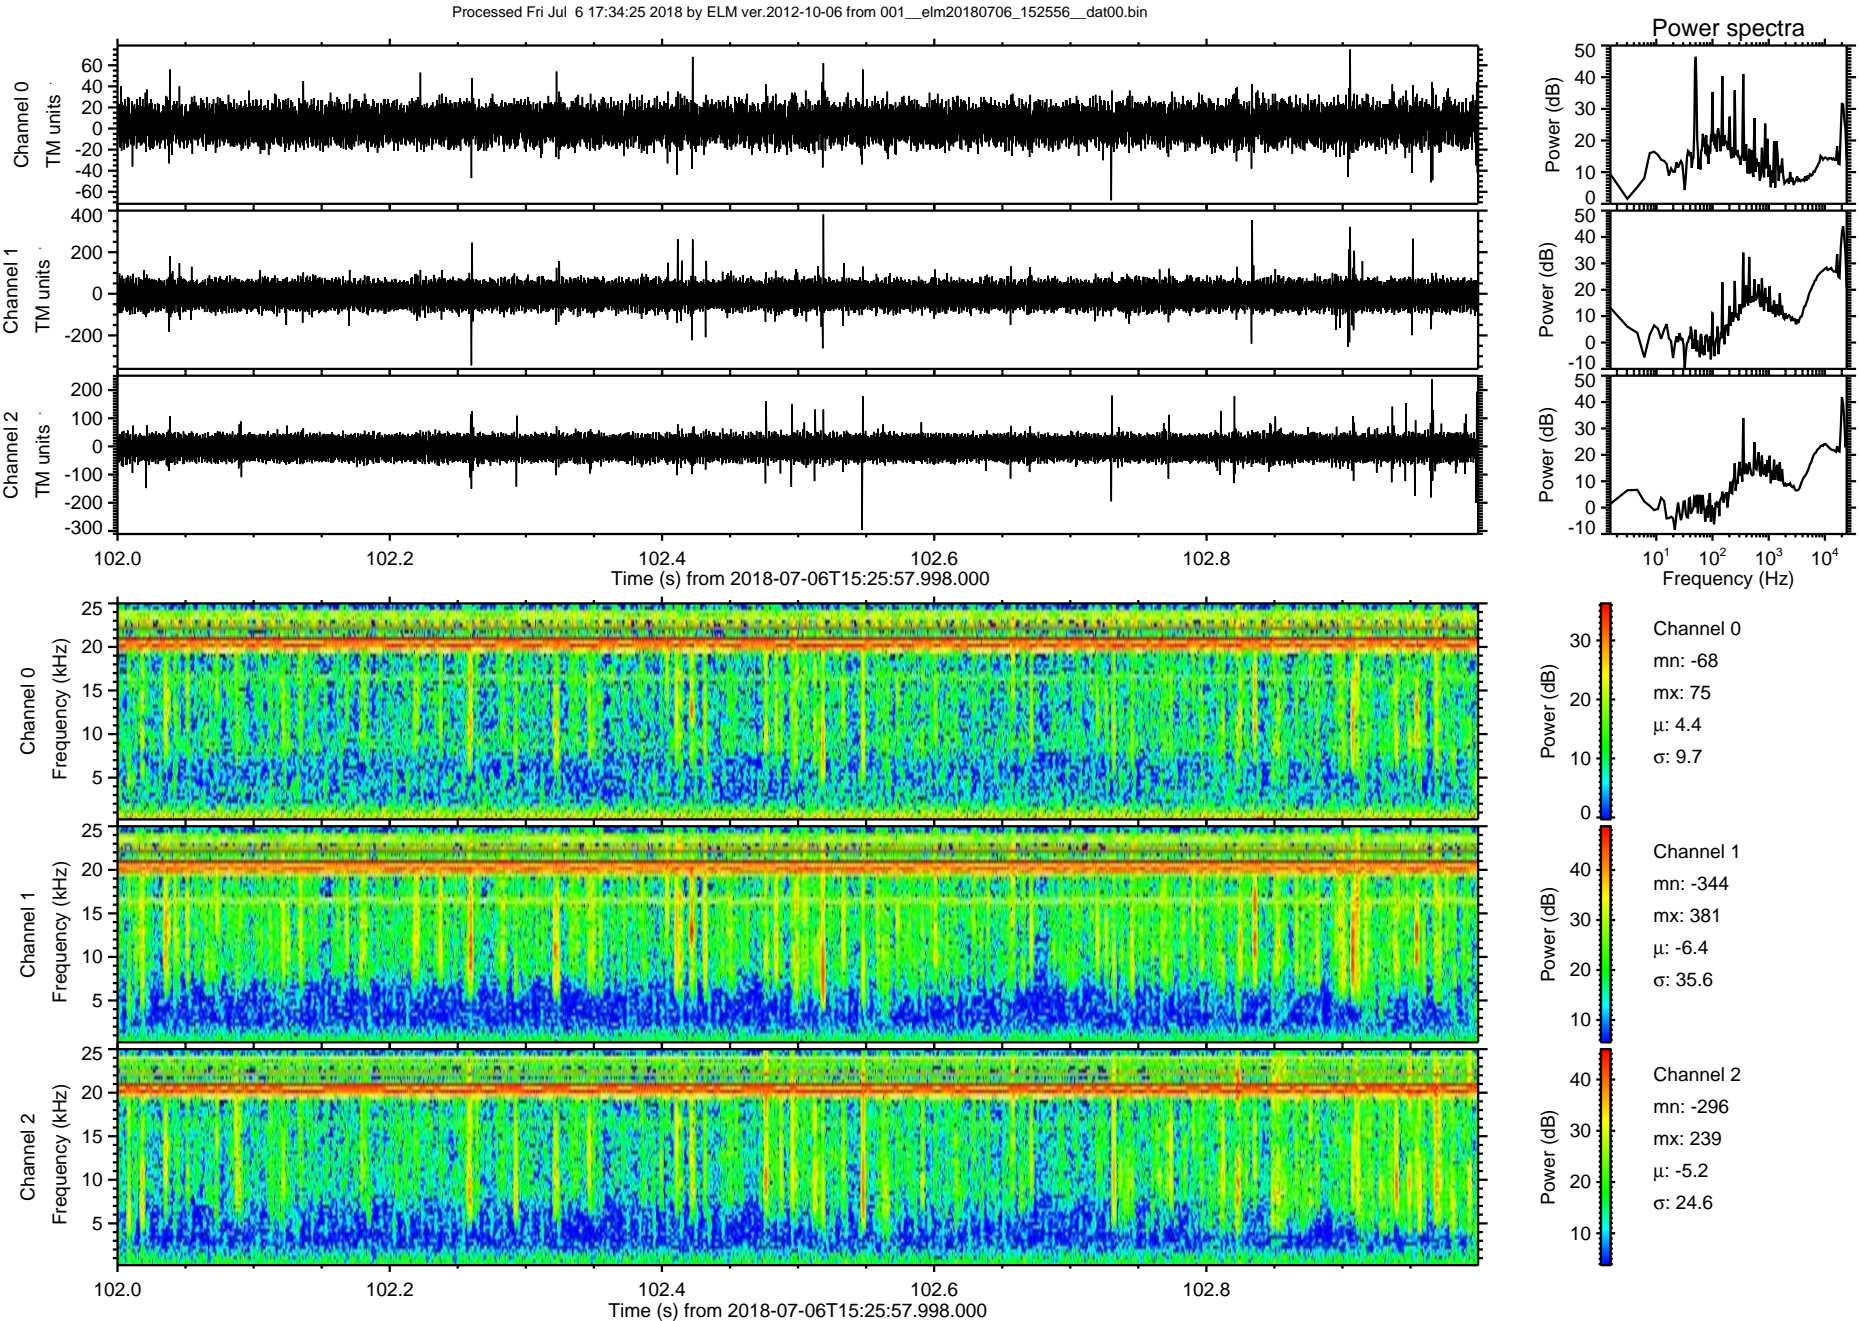 Processed Fri Jul 6 17:34:25 2018 by ELM ver.2012-10-06 from 001__elm20180706_152556__dat00.bin
Power spectra
Channel 0
TM units
60
40
20
0
-20
-40
-60
Power (dB)
50
40
30
20
10
0
Channel 1
TM units
400
200
0
-200
Power (dB)
50
40
30
20
10
0
-10
Channel 2
TM units
200
100
0
-100
-200
-300
Power (dB)
50
40
30
20
10
0
-10
102.0 102.2 102.4 102.6 102.8
Time (s) from 2018-07-06T15:25:57.998.000
10¹ 10² 10³ 10⁴
Frequency (Hz)
Channel 0
Frequency (kHz)
25
20
15
10
5
Power (dB)
30
20
10
0
Channel 0
mn: -68
mx: 75
μ: 4.4
σ: 9.7
Channel 1
Frequency (kHz)
25
20
15
10
5
Power (dB)
40
30
20
10
Channel 1
mn: -344
mx: 381
μ: -6.4
σ: 35.6
Channel 2
Frequency (kHz)
25
20
15
10
5
Power (dB)
40
30
20
10
Channel 2
mn: -296
mx: 239
μ: -5.2
σ: 24.6
102.0 102.2 102.4 102.6 102.8
Time (s) from 2018-07-06T15:25:57.998.000